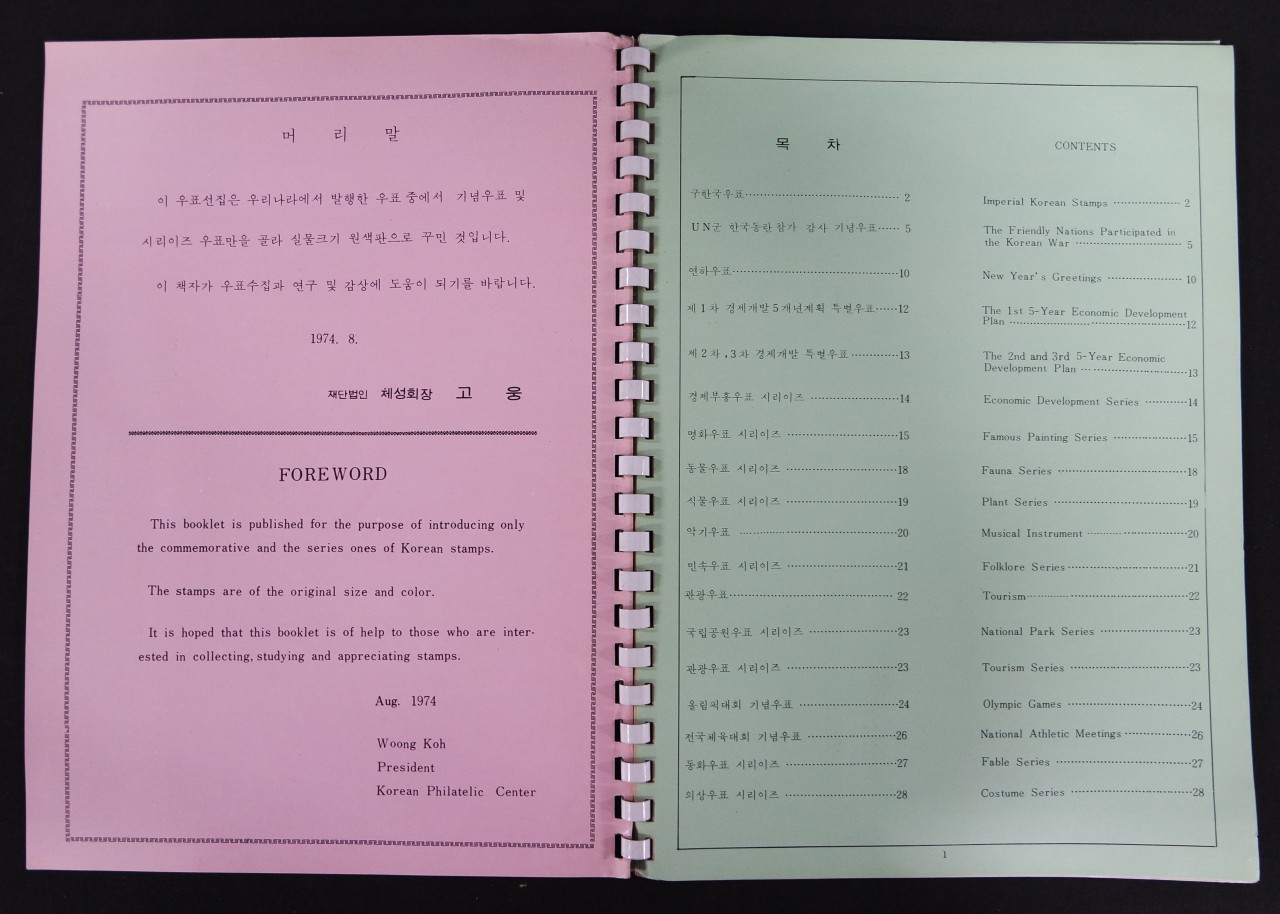 머 리 말
이 우표선집은 우리나라에서 발행한 우표 중에서 기념우표 및
시리이즈 우표만을 골라 실물크기 원색판으로 꾸민 것입니다.
이 책자가 우표수집과 연구 및 감상에 도움이 되기를 바랍니다.
1974. 8.
재단법인 체성회장 고 웅
FOREWORD
This booklet is published for the purpose of introducing only
the commemorative and the series ones of Korean stamps.
The stamps are of the original size and color.
It is hoped that this booklet is of help to those who are inter-
ested in collecting, studying and appreciating stamps.
Aug. 1974
Woong Koh
President
Korean Philatelic Center
목 차
구한국우표 2
UN군 한국동란참가 감사 기념우표 5
연하우표 10
제1차 경제개발5개년계획 특별우표 12
제2차,3차 경제개발 특별우표 13
경제부흥우표 시리이즈 14
명화우표 시리이즈 15
동물우표 시리이즈 18
식물우표 시리이즈 19
악기우표 20
민속우표 시리이즈 21
관광우표 22
국립공원우표 시리이즈 23
관광우표 시리이즈 23
올림픽대회 기념우표 24
전국체육대회 기념우표 26
동화우표 시리이즈 27
의상우표 시리이즈 28
CONTENTS
Imperial Korean Stamps 2
The Friendly Nations Participated in
the Korean War 5
New Year's Greetings 10
The 1st 5-Year Economic Development
Plan 12
The 2nd and 3rd 5-Year Economic
Development Plan 13
Economic Development Series 14
Famous Painting Series 15
Fauna Series 18
Plant Series 19
Musical Instrument 20
Folklore Series 21
Tourism 22
National Park Series 23
Tourism Series 23
Olympic Games 24
National Athletic Meetings 26
Fable Series 27
Costume Series 28
1